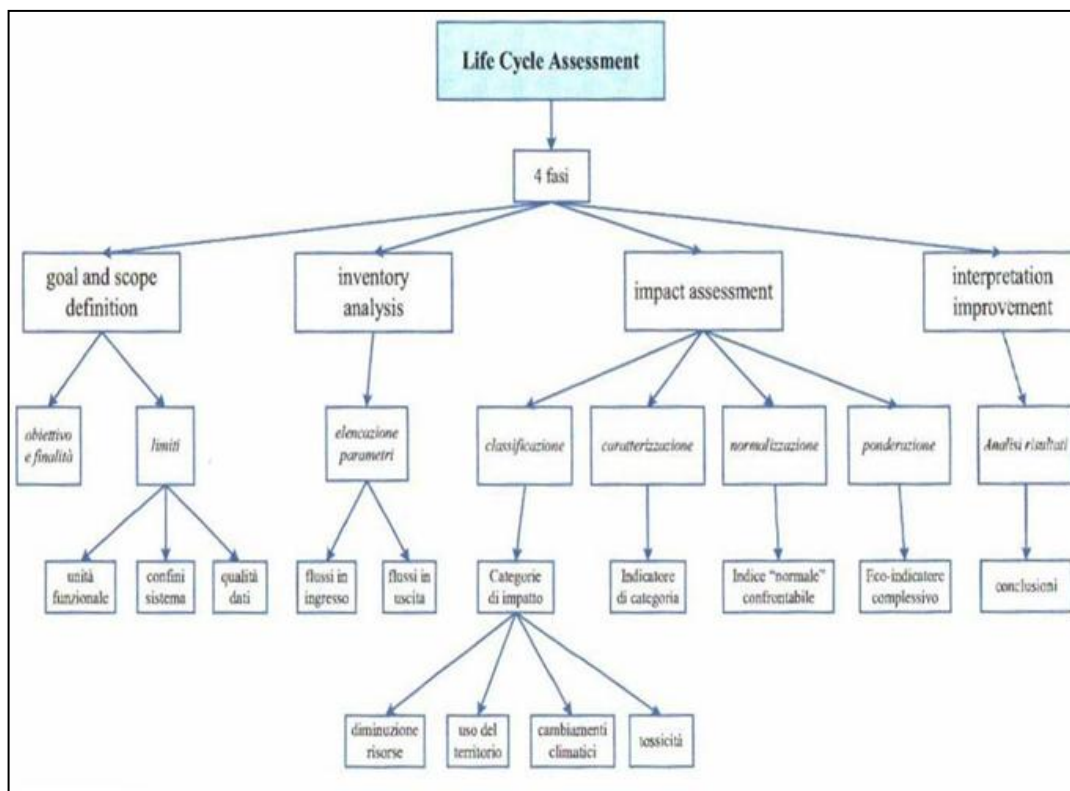 Life Cycle Assessment
4 fasi
goal and scope
definition
inventory
analysis
impact assessment
interpretation
improvement
obiettivo
e finalità
limiti
elencazione
parametri
classificazione
caratterizzazione
normalizzazione
ponderazione
Analisi risultati
unità
funzionale
confini
sistema
qualità
dati
flussi in
ingresso
flussi in
uscita
Categorie
di impatto
Indicatore
di categoria
Indice "normale"
confrontabile
Eco-indicatore
complessivo
conclusioni
diminuzione
risorse
uso del
territorio
cambiamenti
climatici
tossicità